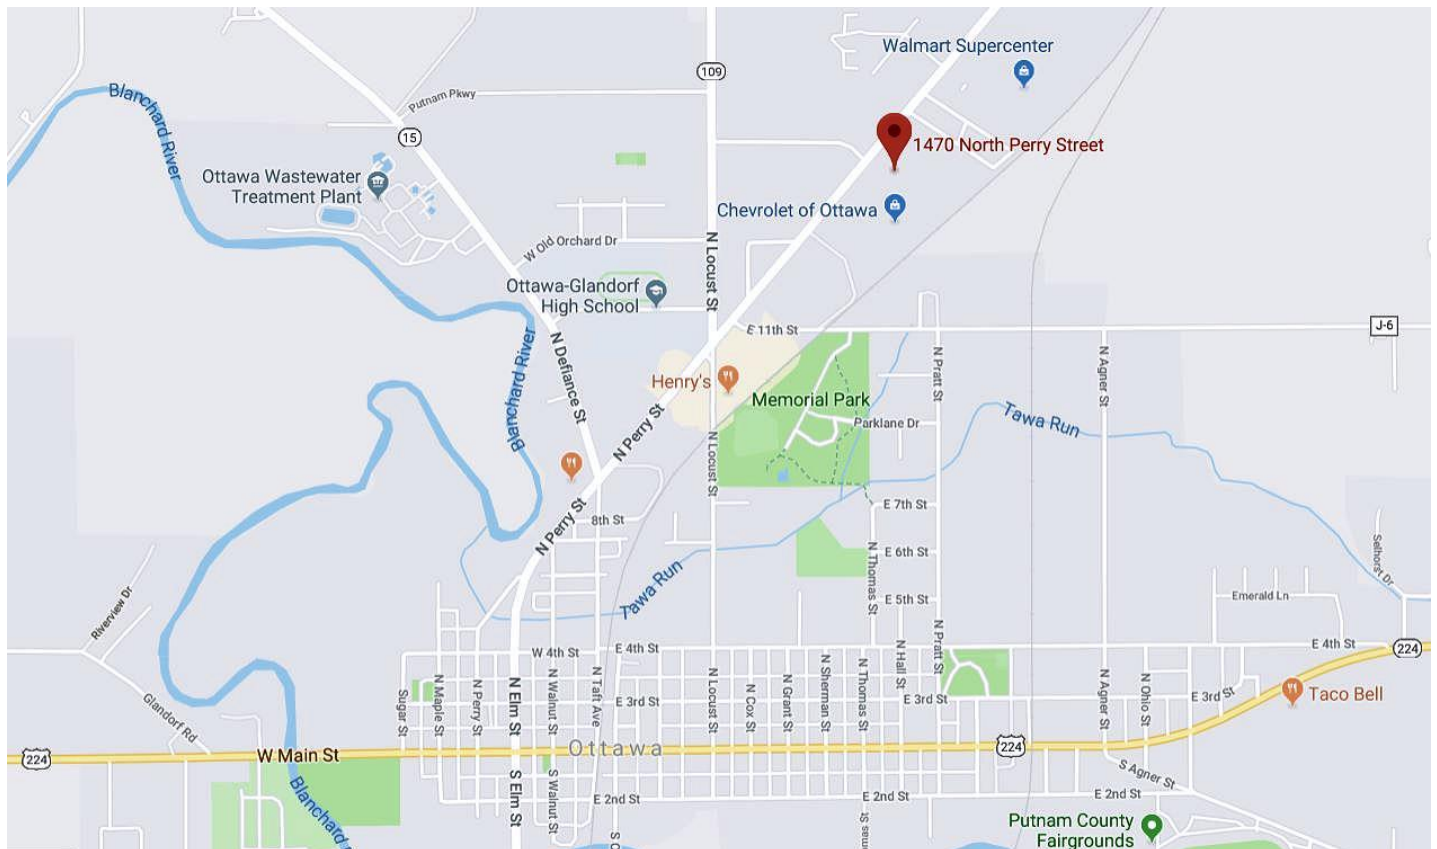 Walmart Supercenter
109
Blanchard River
Putnam Pkwy
15
1470 North Perry Street
Ottawa Wastewater
Treatment Plant
Chevrolet of Ottawa
W Old Orchard Dr
N Locust St
Ottawa-Glandorf
High School
E 11th St
J-6
N Defiance St
Blanchard River
Henry's
Memorial Park
N Pratt St
N Agner St
N Perry St
Parklane Dr
Tawa Run
N Locust St
E 7th St
8th St
N Perry St
E 6th St
N Thomas St
Selhorst Dr
Tawa Run
E 5th St
Emerald Ln
Riverview Dr
W 4th St
E 4th St
N Pratt St
E 4th St
224
Sugar St
N Maple St
N Perry St
N Elm St
N Walnut St
N Taft Ave
E 3rd St
N Locust St
N Cox St
N Grant St
N Sherman St
N Thomas St
N Hall St
E 3rd St
N Agner St
N Ohio St
E 3rd St
Taco Bell
Glandorf Rd
224
W Main St
Ottawa
224
S Elm St
S Walnut St
E 2nd St
E 2nd St
S Agner St
E 2nd St
Blanchard
Putnam County
Fairgrounds